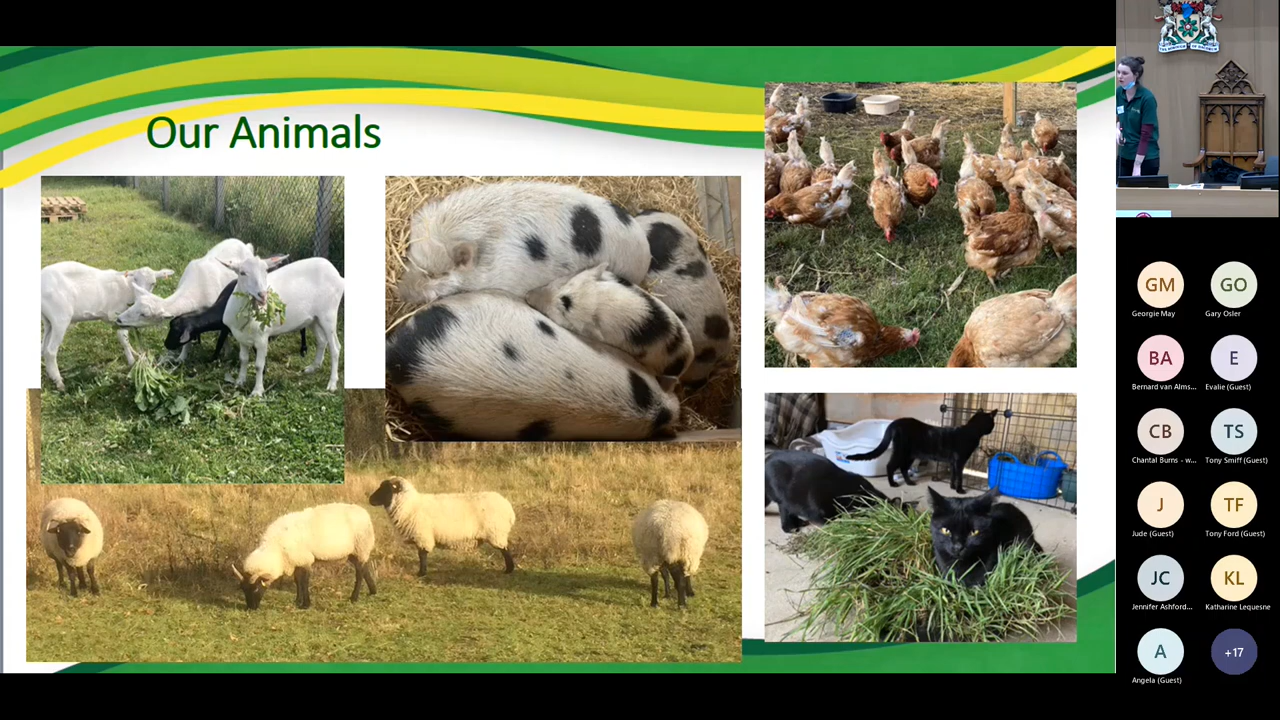 Our Animals
GM
GO
Georgie May
Gary Osler
BA
E
Bernard van Alms...
Evalie (Guest)
CB
TS
Chantal Burns - w...
Tony Smiff (Guest)
J
TF
Jude (Guest)
Tony Ford (Guest)
JC
KL
Jennifer Ashford...
Katharine Lequesne
A
+17
Angela (Guest)